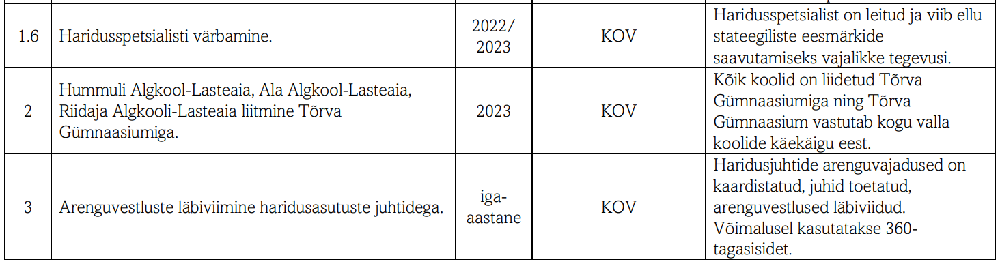 1.6
Haridusspetsialisti värbamine.
2022/
2023
KOV
Haridusspetsialist on leitud ja viib ellu
stateegiliste eesmärkide
saavutamiseks vajalikke tegevusi.
2
Hummuli Algkool-Lasteaia, Ala Algkool-Lasteaia,
Riidaja Algkooli-Lasteaia liitmine Tõrva
Gümnaasiumiga.
2023
KOV
Kõik koolid on liidetud Tõrva
Gümnaasiumiga ning Tõrva
Gümnaasium vastutab kogu valla
koolide käekäigu eest.
3
Arenguvestluste läbiviimine haridusasutuste juhtidega.
iga-
aastane
KOV
Haridusjuhtide arenguvajadused on
kaardistatud, juhid toetatud,
arenguvestlused läbiviidud.
Võimalusel kasutatakse 360-
tagasisidet.